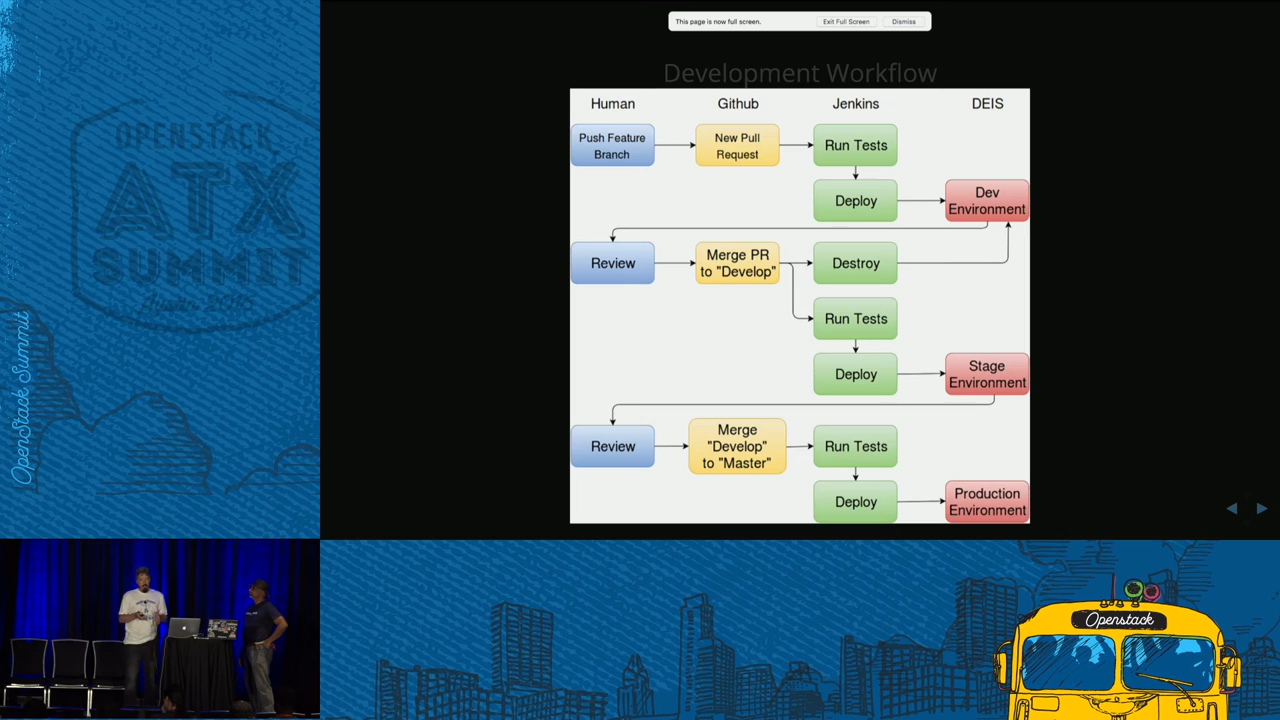 This page is now full screen.
Exit Full Screen
Dismiss
Development Workflow
Human
Github
Jenkins
DEIS
Push Feature
Branch
New Pull
Request
Run Tests
Deploy
Dev
Environment
Review
Merge PR
to "Develop"
Destroy
Run Tests
Deploy
Stage
Environment
Review
Merge
"Develop"
to "Master"
Run Tests
Deploy
Production
Environment
OPENSTACK
ATX
SUMMIT
Austin 2016
OpenStack Summit
Openstack